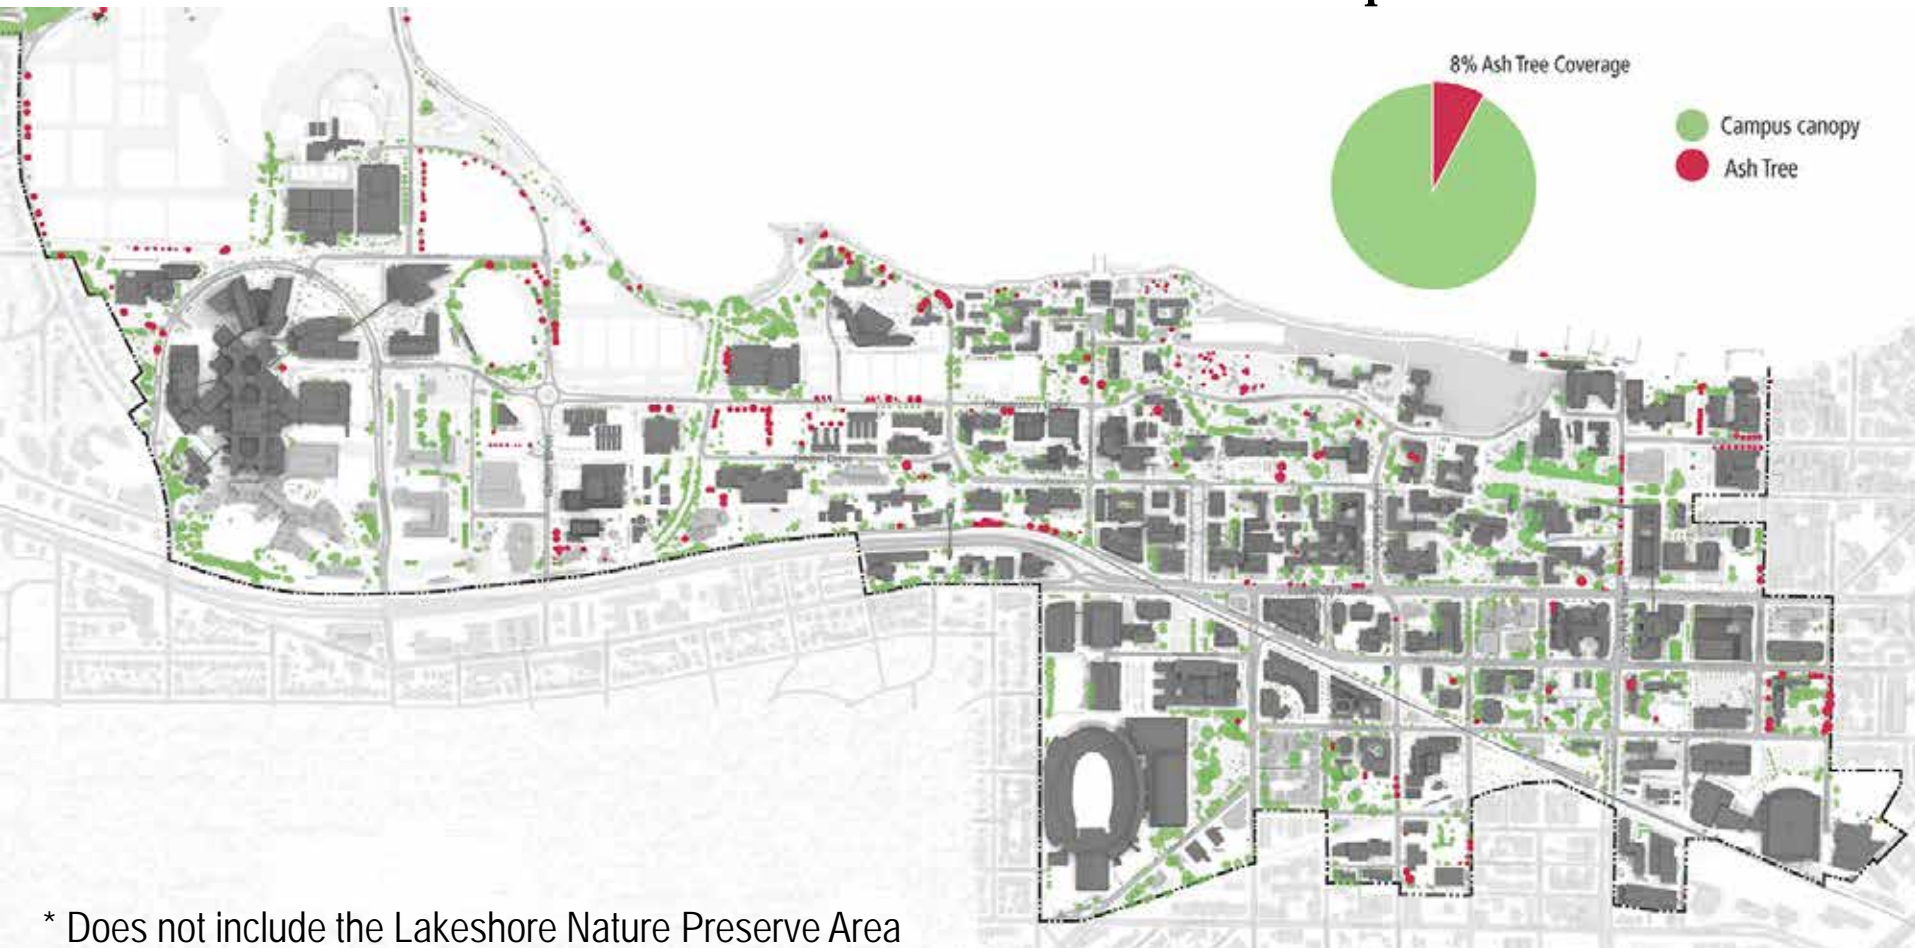 8% Ash Tree Coverage
Campus canopy
Ash Tree
* Does not include the Lakeshore Nature Preserve Area